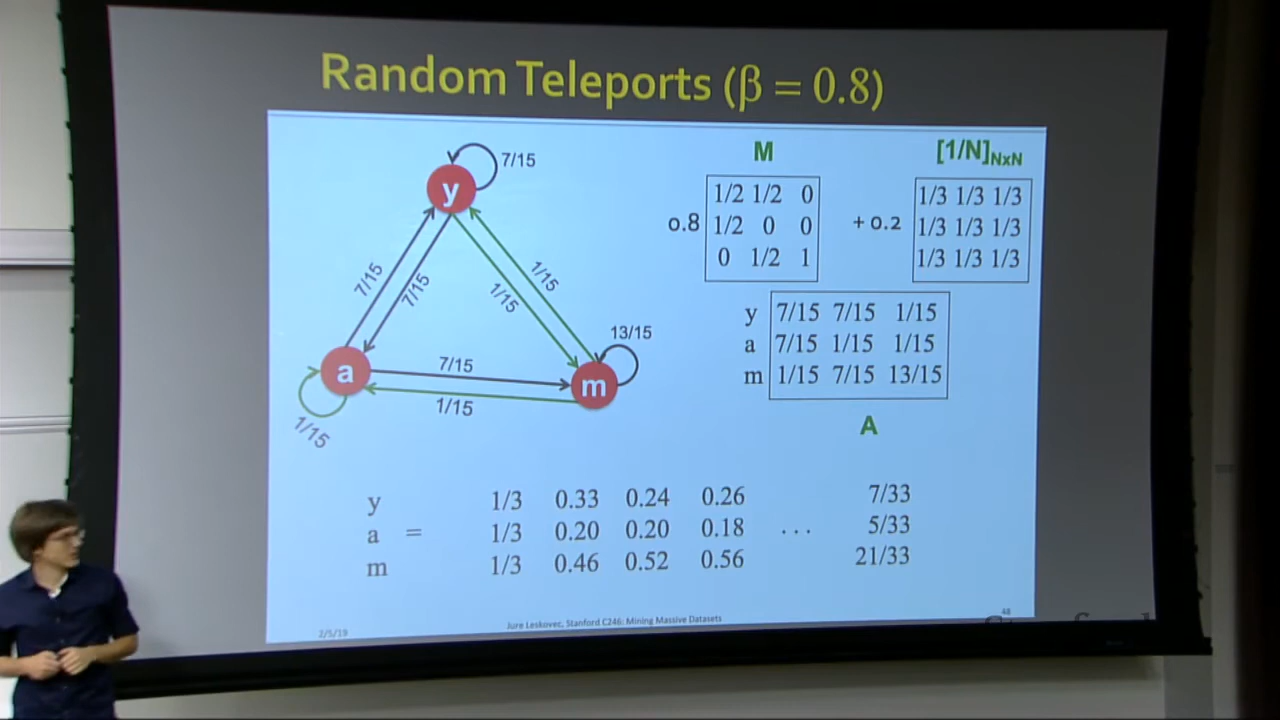 Random Teleports (β = 0.8)
7/15
y
7/15
7/15
1/15
1/15
13/15
a
7/15
m
1/15
1/15
M
[1/N]NxN
0.8
1/2 1/2 0
1/2 0 0
0 1/2 1
+ 0.2
1/3 1/3 1/3
1/3 1/3 1/3
1/3 1/3 1/3
y 7/15 7/15 1/15
a 7/15 1/15 1/15
m 1/15 7/15 13/15
A
y 1/3 0.33 0.24 0.26 7/33
a = 1/3 0.20 0.20 0.18 ... 5/33
m 1/3 0.46 0.52 0.56 21/33
2/5/19
Jure Leskovec, Stanford C246: Mining Massive Datasets
48